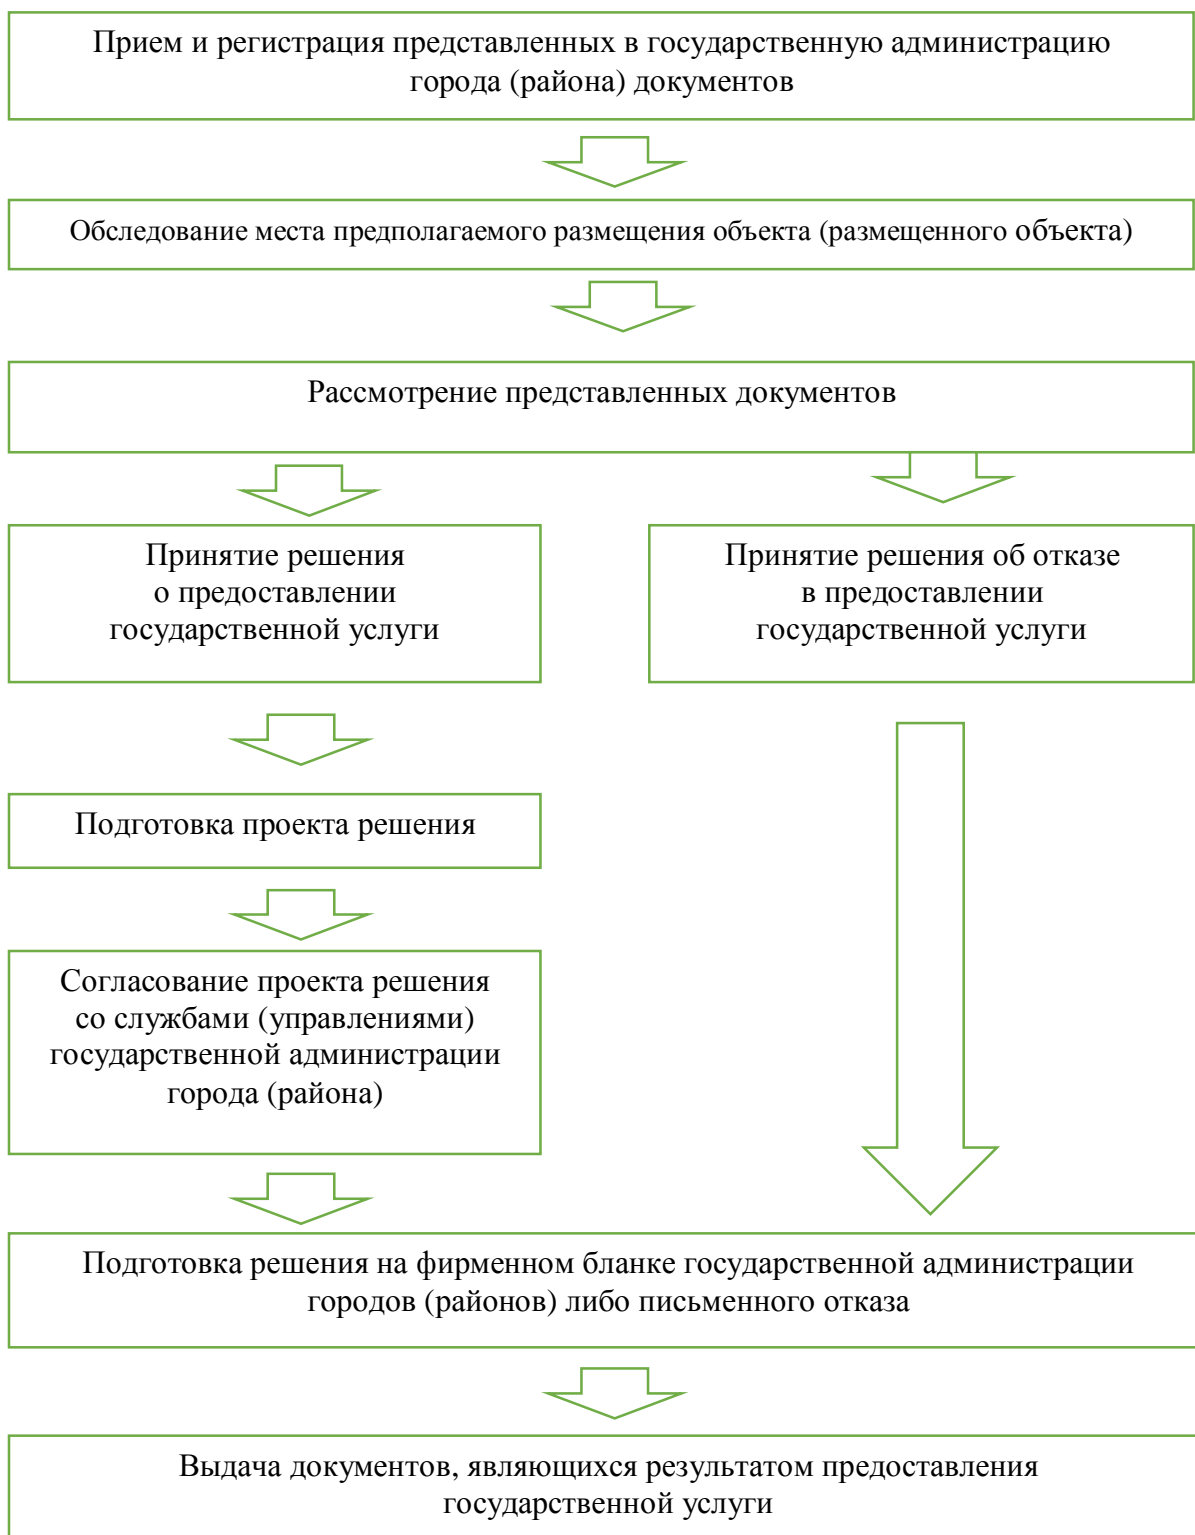 Прием и регистрация представленных в государственную администрацию
города (района) документов
Обследование места предполагаемого размещения объекта (размещенного объекта)
Рассмотрение представленных документов
Принятие решения
о предоставлении
государственной услуги
Принятие решения об отказе
в предоставлении
государственной услуги
Подготовка проекта решения
Согласование проекта решения
со службами (управлениями)
государственной администрации
города (района)
Подготовка решения на фирменном бланке государственной администрации
городов (районов) либо письменного отказа
Выдача документов, являющихся результатом предоставления
государственной услуги